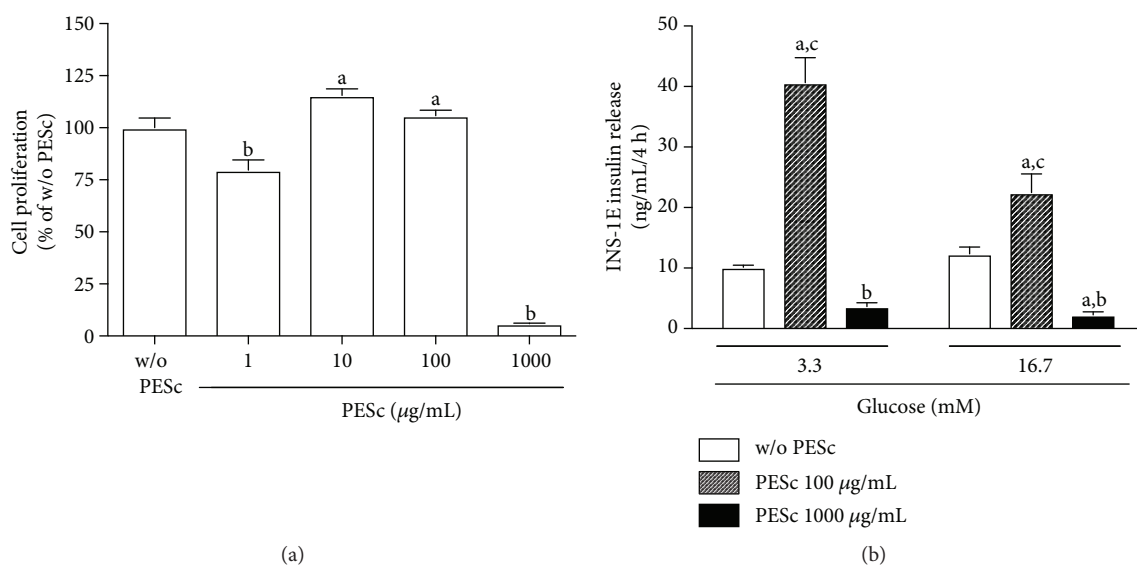 150
125
100
75
50
25
0
Cell proliferation
(% of w/o PESc)
b
a
a
b
w/o
PESc
1
10
100
1000
PESc (μg/mL)
(a)
50
40
30
20
10
0
INS-1E insulin release
(ng/mL/4 h)
a,c
b
a,c
a,b
3.3
16.7
Glucose (mM)
w/o PESc
PESc 100 μg/mL
PESc 1000 μg/mL
(b)